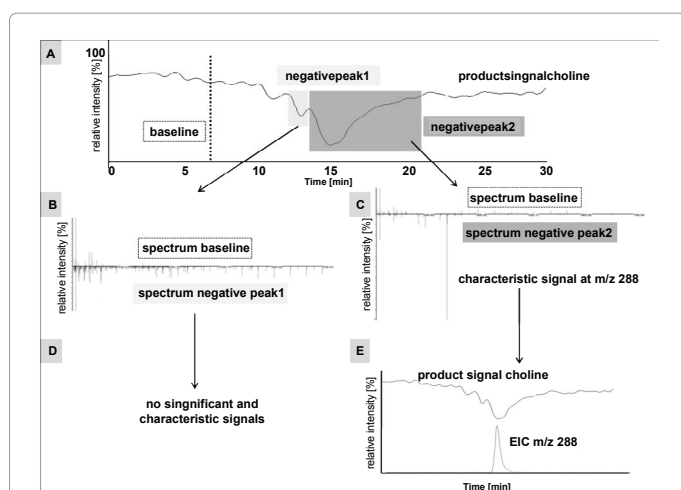 A
100
relative intensity [%]
negativepeak1
productsignalcholine
baseline
negativepeak2
0 5 10 15 20 25 30
Time [min]
B
relative intensity [%]
spectrum baseline
spectrum negative peak1
C
relative intensity [%]
spectrum baseline
spectrum negative peak2
characteristic signal at m/z 288
D
no singnificant and
characteristic signals
E
relative intensity [%]
product signal choline
EIC m/z 288
Time [min]